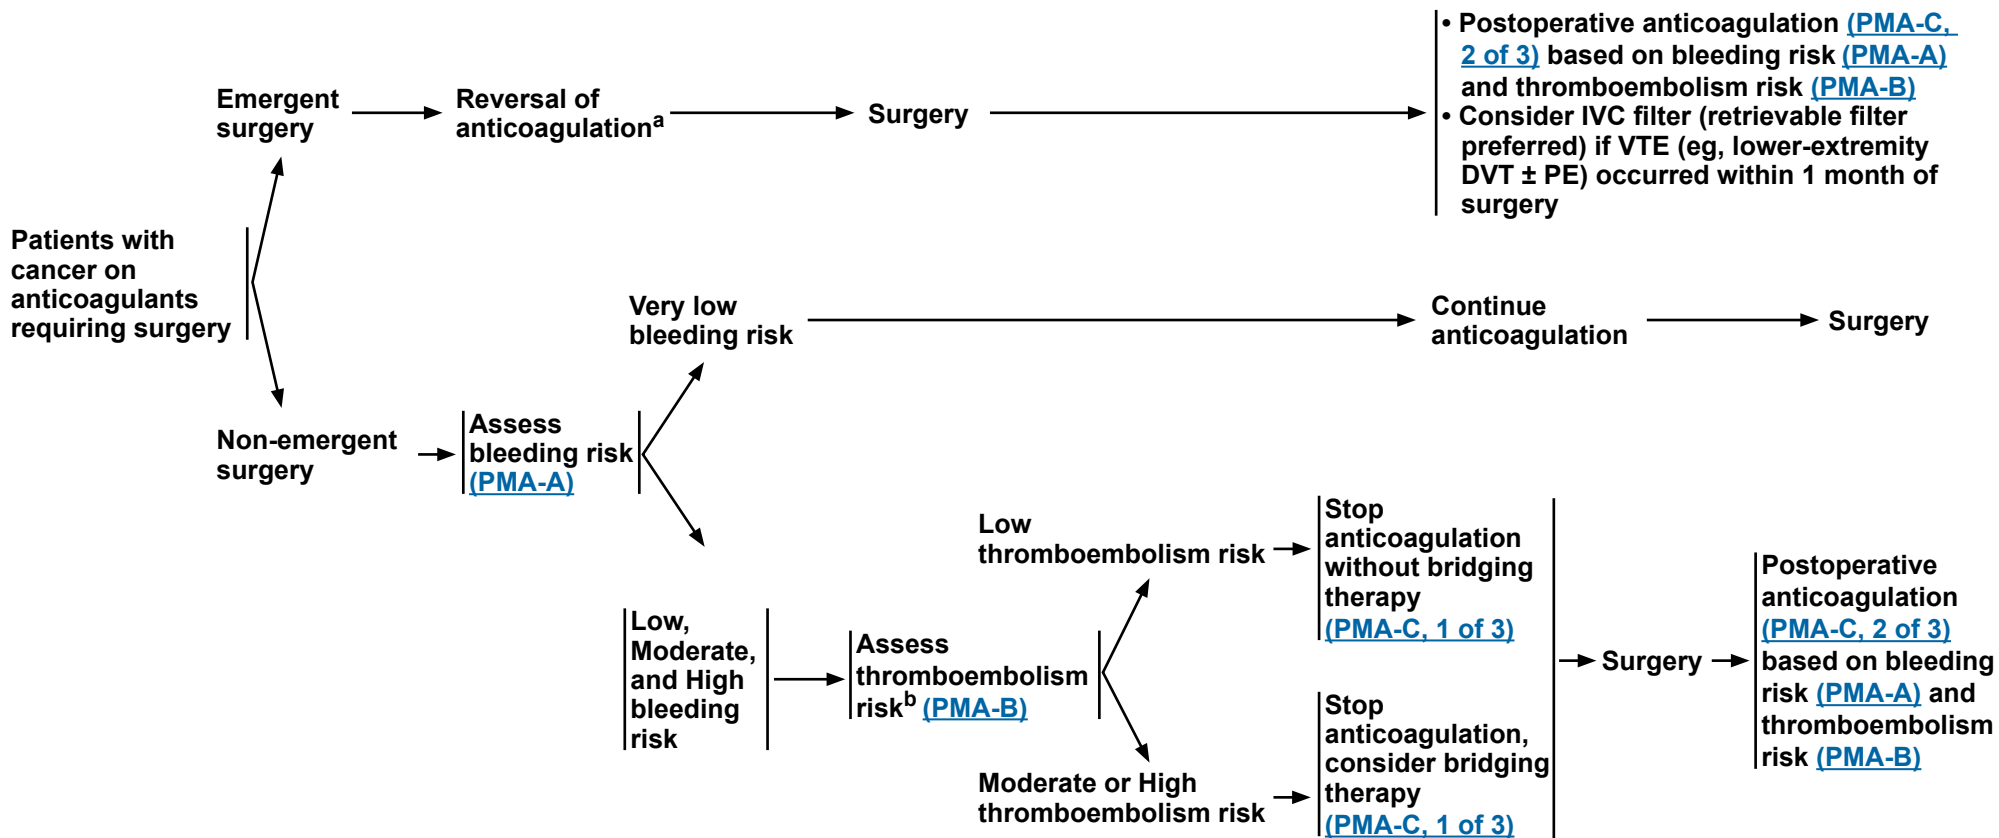 Patients with
cancer on
anticoagulants
requiring surgery
Emergent
surgery
Reversal of
anticoagulationᵃ
Surgery
• Postoperative anticoagulation (PMA-C,
2 of 3) based on bleeding risk (PMA-A)
and thromboembolism risk (PMA-B)
• Consider IVC filter (retrievable filter
preferred) if VTE (eg, lower-extremity
DVT ± PE) occurred within 1 month of
surgery
Non-emergent
surgery
Assess
bleeding risk
(PMA-A)
Very low
bleeding risk
Continue
anticoagulation
Surgery
Low,
Moderate,
and High
bleeding
risk
Assess
thromboembolism
riskᵇ (PMA-B)
Low
thromboembolism risk
Stop
anticoagulation
without bridging
therapy
(PMA-C, 1 of 3)
Moderate or High
thromboembolism risk
Stop
anticoagulation,
consider bridging
therapy
(PMA-C, 1 of 3)
Surgery
Postoperative
anticoagulation
(PMA-C, 2 of 3)
based on bleeding
risk (PMA-A) and
thromboembolism
risk (PMA-B)